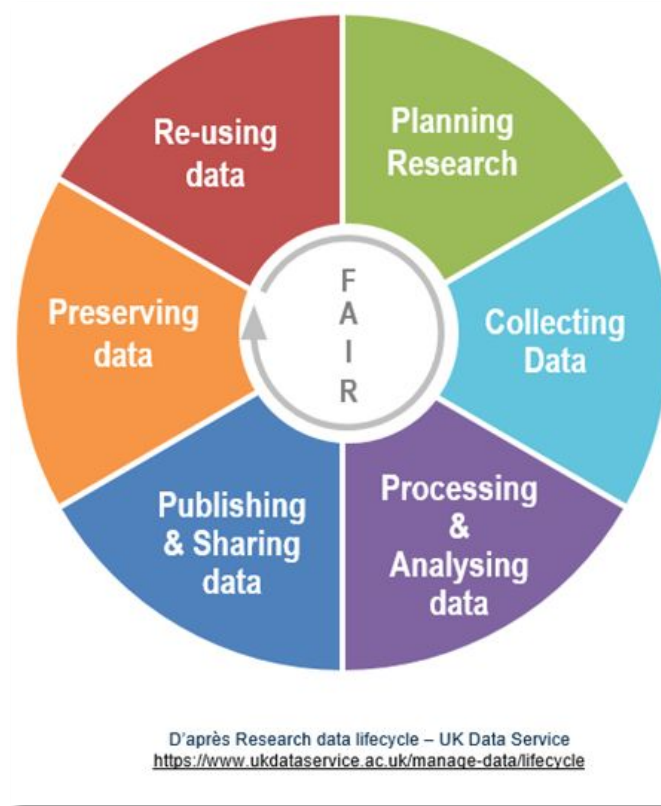 Planning
Research
Collecting
Data
Processing
&
Analysing
data
Publishing
& Sharing
data
Preserving
data
Re-using
data
F
A
I
R
D'après Research data lifecycle – UK Data Service
https://www.ukdataservice.ac.uk/manage-data/lifecycle